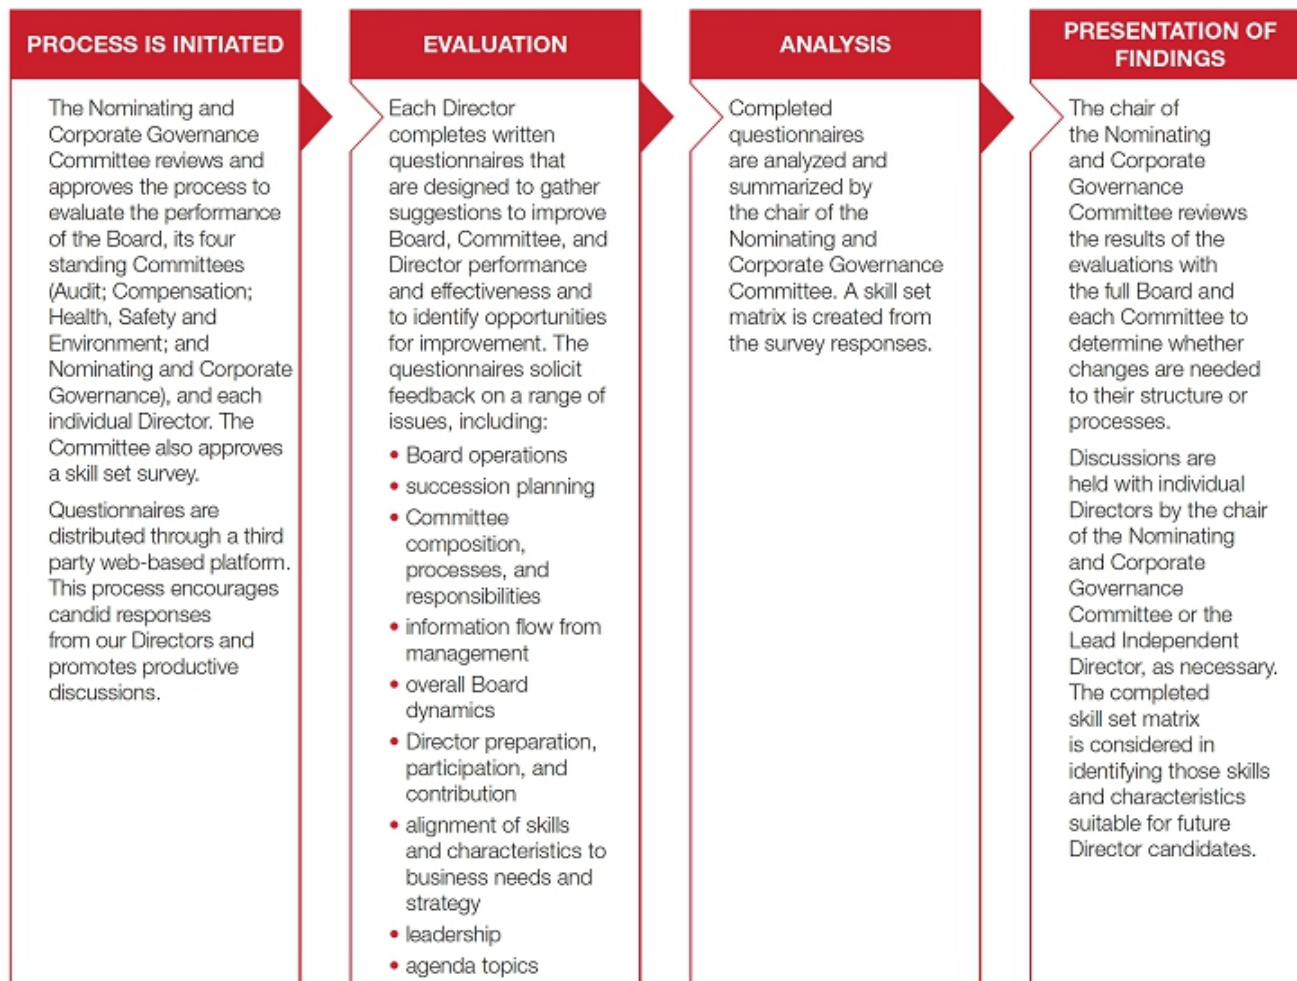 PROCESS IS INITIATED
The Nominating and
Corporate Governance
Committee reviews and
approves the process to
evaluate the performance
of the Board, its four
standing Committees
(Audit; Compensation;
Health, Safety and
Environment; and
Nominating and Corporate
Governance), and each
individual Director. The
Committee also approves
a skill set survey.
Questionnaires are
distributed through a third
party web-based platform.
This process encourages
candid responses
from our Directors and
promotes productive
discussions.
EVALUATION
Each Director
completes written
questionnaires that
are designed to gather
suggestions to improve
Board, Committee, and
Director performance
and effectiveness and
to identify opportunities
for improvement. The
questionnaires solicit
feedback on a range of
issues, including:
• Board operations
• succession planning
• Committee
composition,
processes, and
responsibilities
• information flow from
management
• overall Board
dynamics
• Director preparation,
participation, and
contribution
• alignment of skills
and characteristics to
business needs and
strategy
• leadership
• agenda topics
ANALYSIS
Completed
questionnaires
are analyzed and
summarized by
the chair of the
Nominating and
Corporate Governance
Committee. A skill set
matrix is created from
the survey responses.
PRESENTATION OF
FINDINGS
The chair of
the Nominating
and Corporate
Governance
Committee reviews
the results of the
evaluations with
the full Board and
each Committee to
determine whether
changes are needed
to their structure or
processes.
Discussions are
held with individual
Directors by the chair
of the Nominating
and Corporate
Governance
Committee or the
Lead Independent
Director, as necessary.
The completed
skill set matrix
is considered in
identifying those skills
and characteristics
suitable for future
Director candidates.